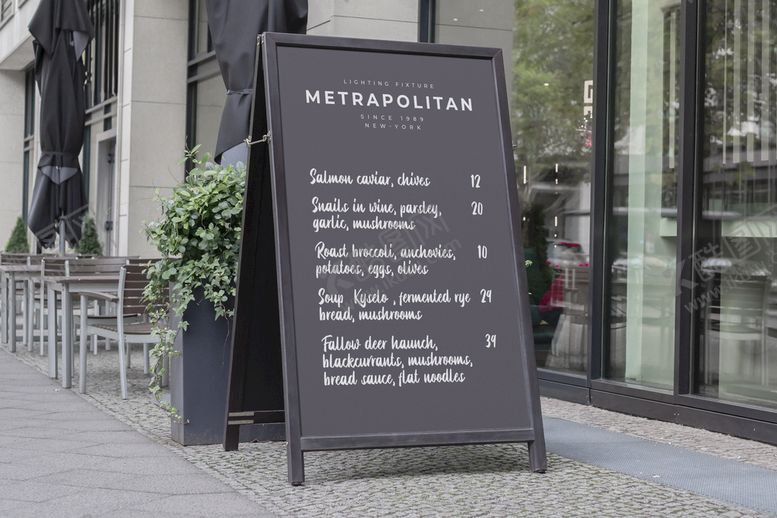 LIGHTING FIXTURE
METRAPOLITAN
SINCE 1989
NEW-YORK
Salmon caviar, chives 12
Snails in wine, parsley, 20
garlic, mushrooms
Roast broccoli, anchovies, 10
potatoes, eggs, olives
Soup Kyselo , fermented rye 24
bread, mushrooms
Fallow deer haunch, 34
blackcurrants, mushrooms,
bread sauce, flat noodles